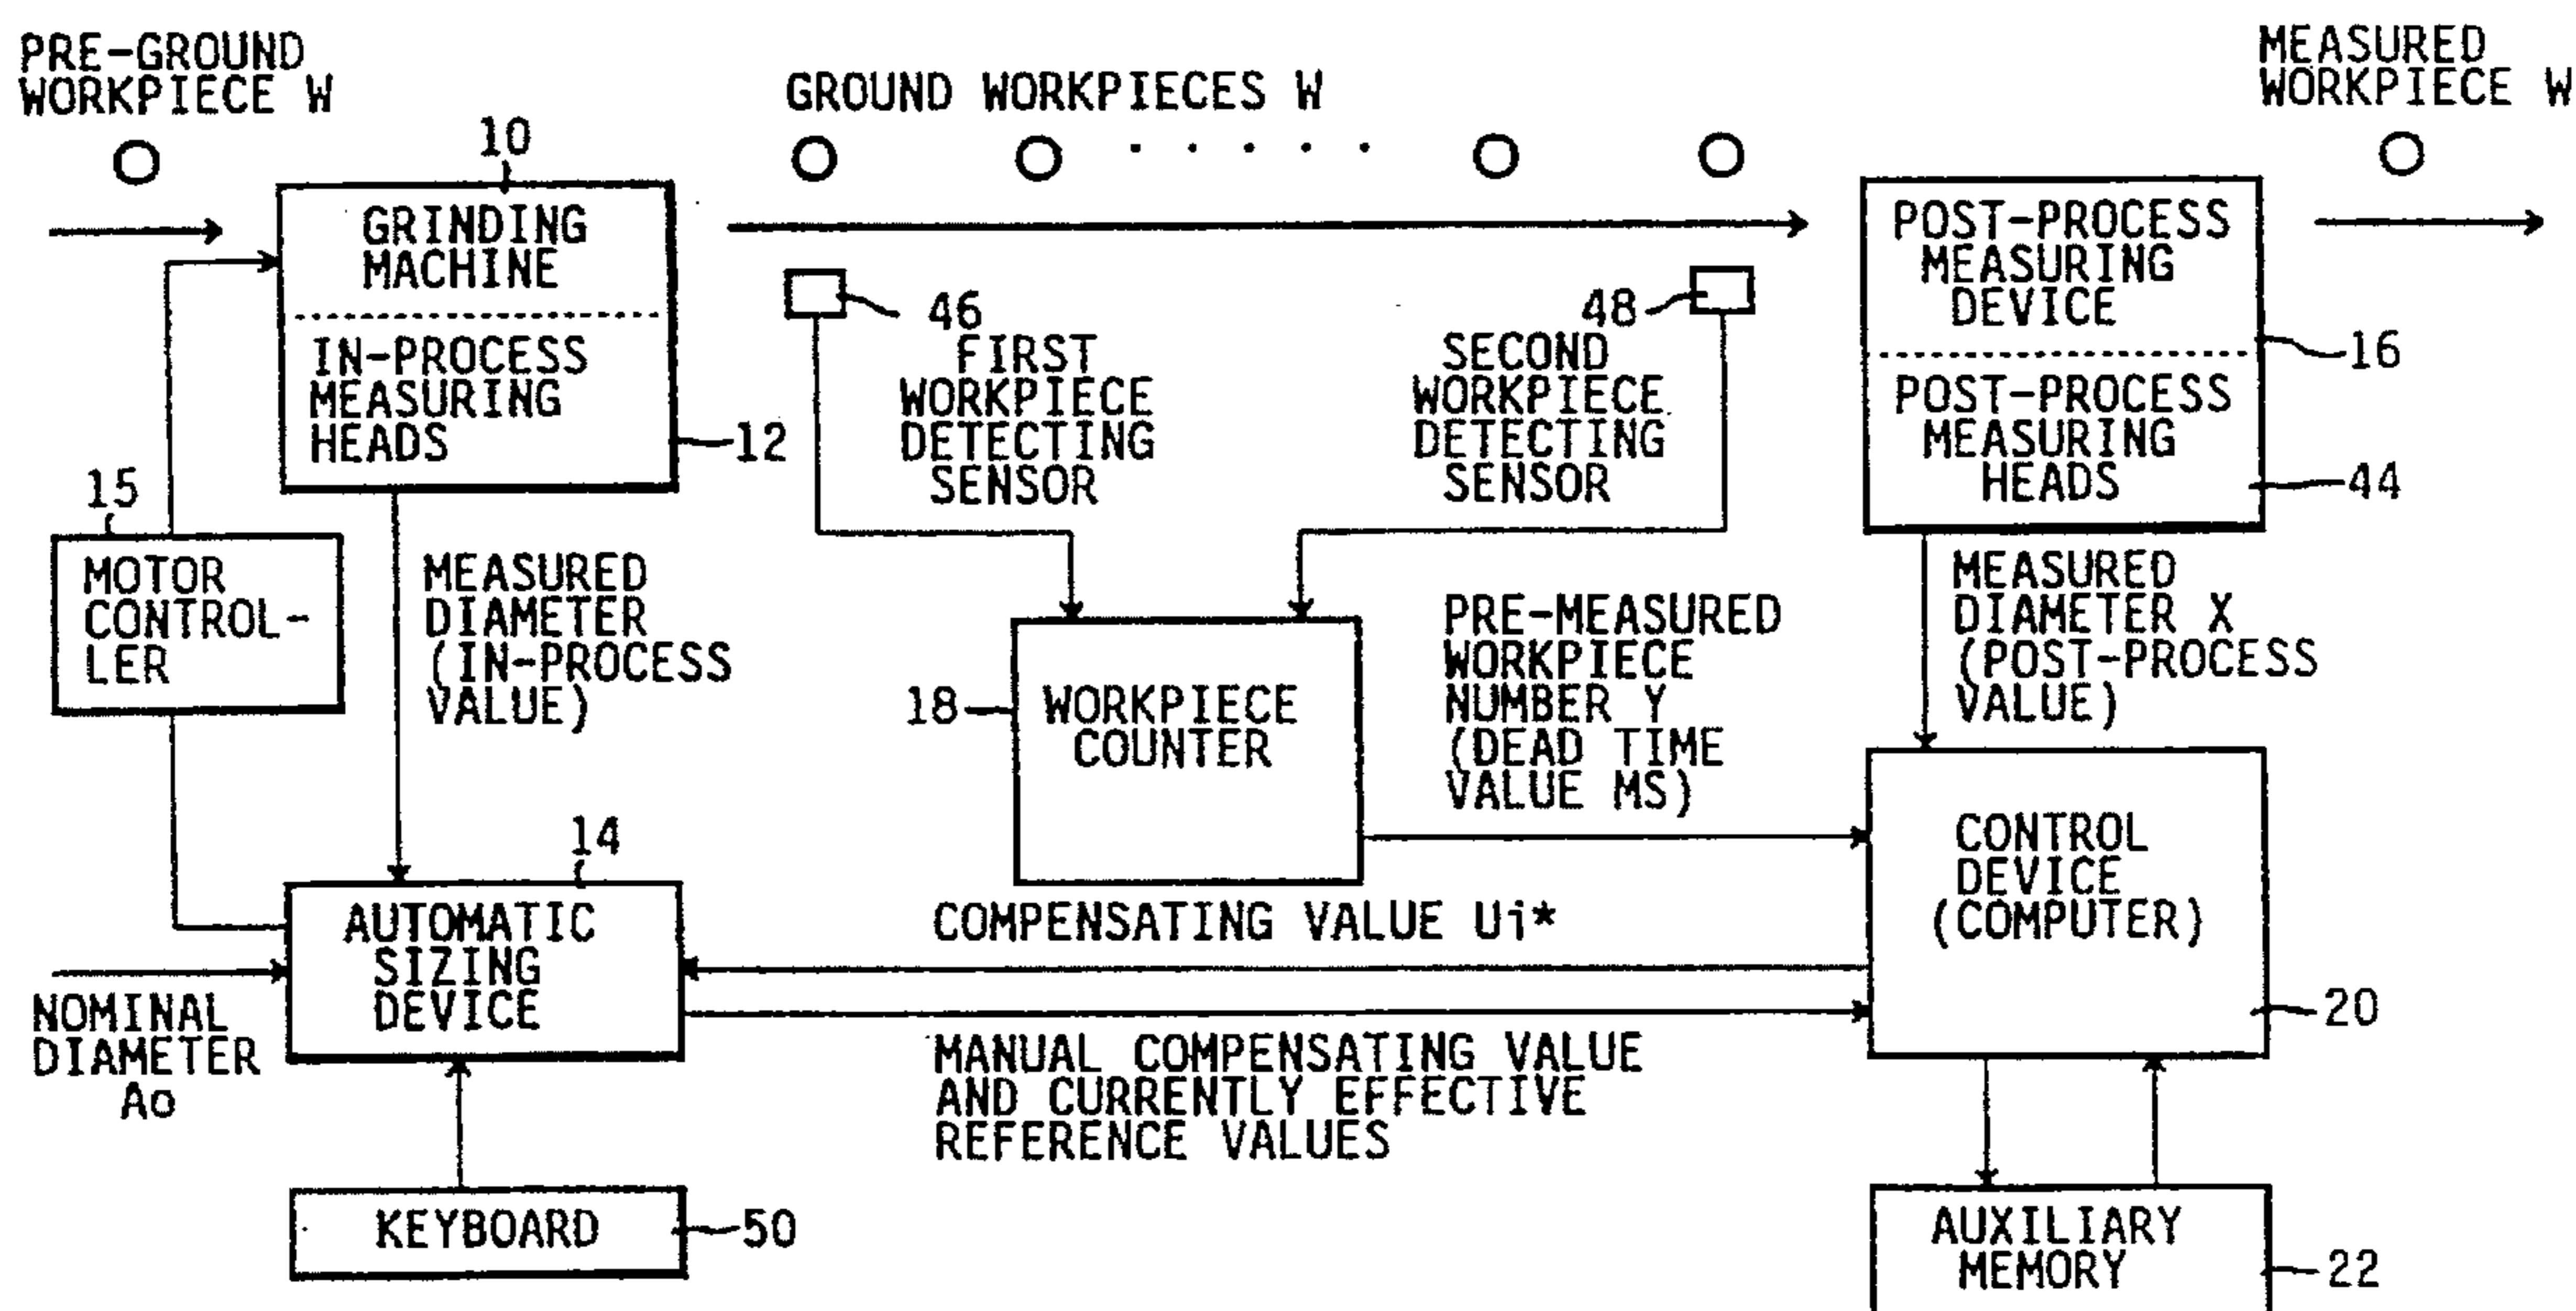 PRE-GROUND
WORKPIECE W
GROUND WORKPIECES W
MEASURED
WORKPIECE W
10
GRINDING
MACHINE
IN-PROCESS
MEASURING
HEADS
12
46
FIRST
WORKPIECE
DETECTING
SENSOR
48
SECOND
WORKPIECE
DETECTING
SENSOR
POST-PROCESS
MEASURING
DEVICE
16
POST-PROCESS
MEASURING
HEADS
44
15
MOTOR
CONTROL-
LER
MEASURED
DIAMETER
(IN-PROCESS
VALUE)
18
WORKPIECE
COUNTER
PRE-MEASURED
WORKPIECE
NUMBER Y
(DEAD TIME
VALUE MS)
MEASURED
DIAMETER X
(POST-PROCESS
VALUE)
14
AUTOMATIC
SIZING
DEVICE
NOMINAL
DIAMETER
Ao
COMPENSATING VALUE Ui*
MANUAL COMPENSATING VALUE
AND CURRENTLY EFFECTIVE
REFERENCE VALUES
CONTROL
DEVICE
(COMPUTER)
20
KEYBOARD
50
AUXILIARY
MEMORY
22